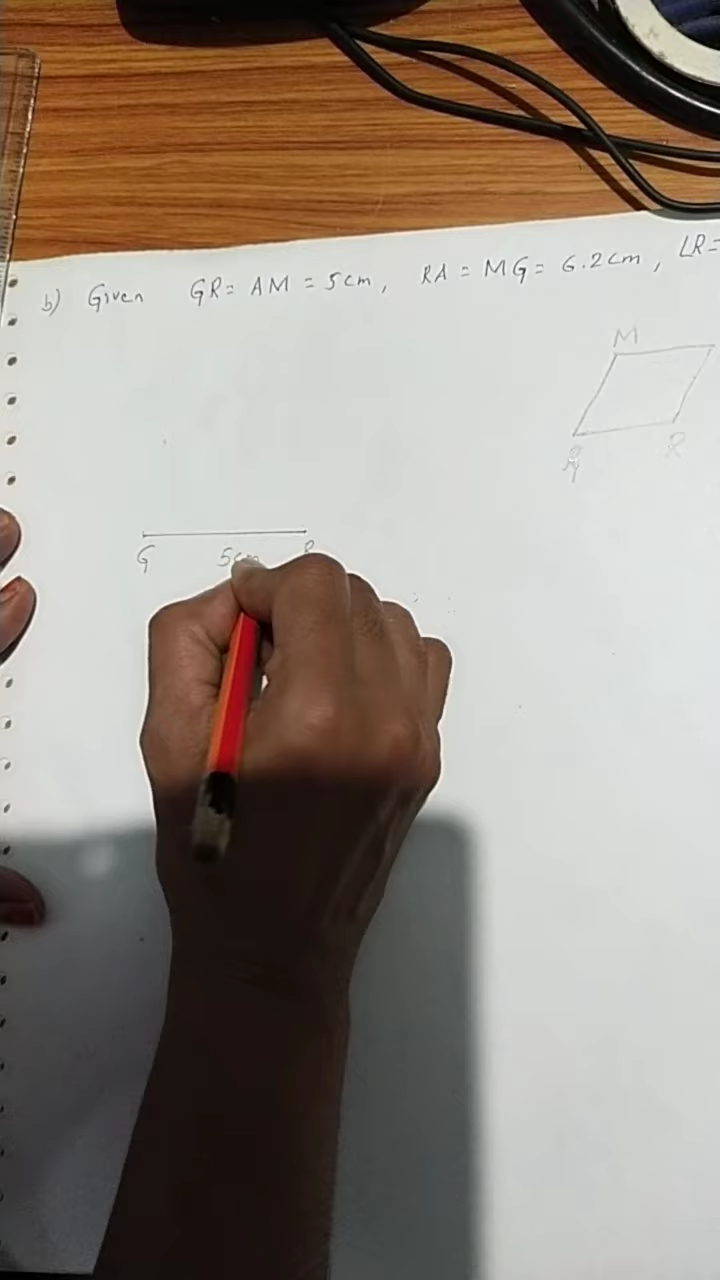 b) Given GR= AM = 5cm, RA = MG= 6.2cm, ∠R=
M
G R
G 5cm R